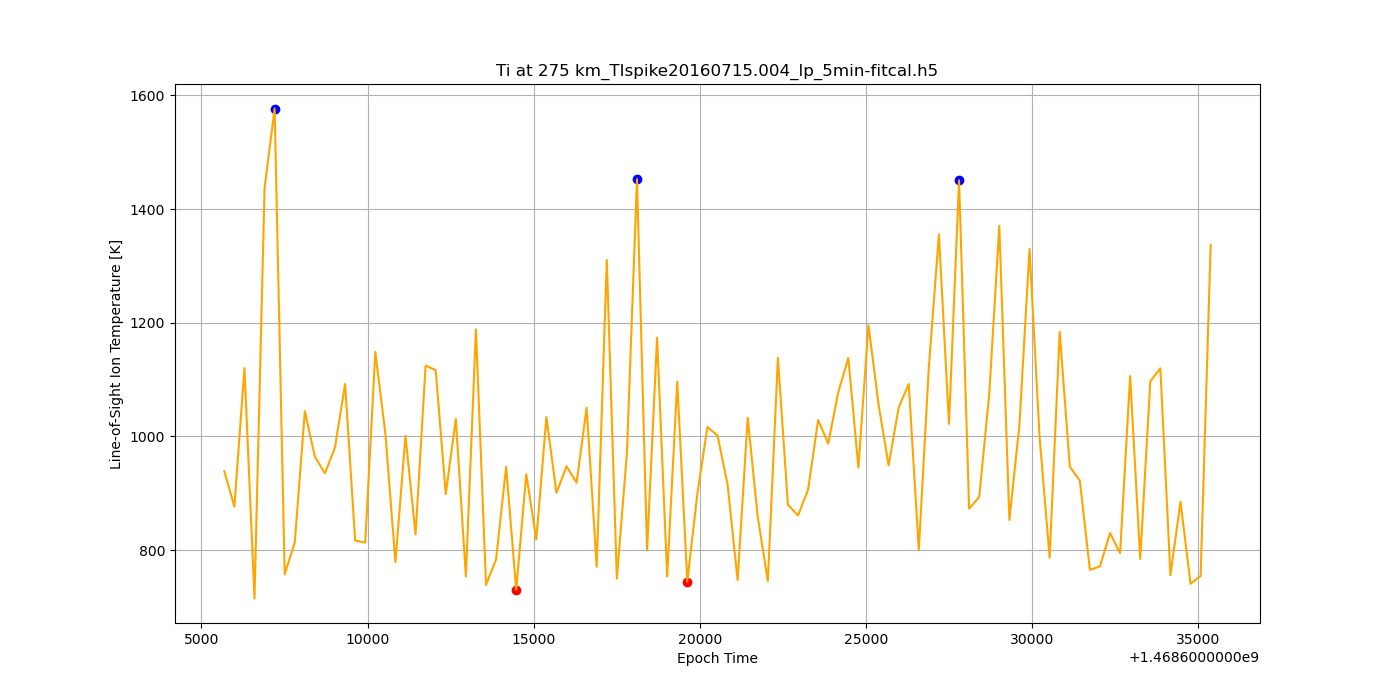 Ti at 275 km_TIspike20160715.004_lp_5min-fitcal.h5
Line-of-Sight Ion Temperature [K]
1600
1400
1200
1000
800
5000 10000 15000 20000 25000 30000 35000
Epoch Time
+1.4686000000e9